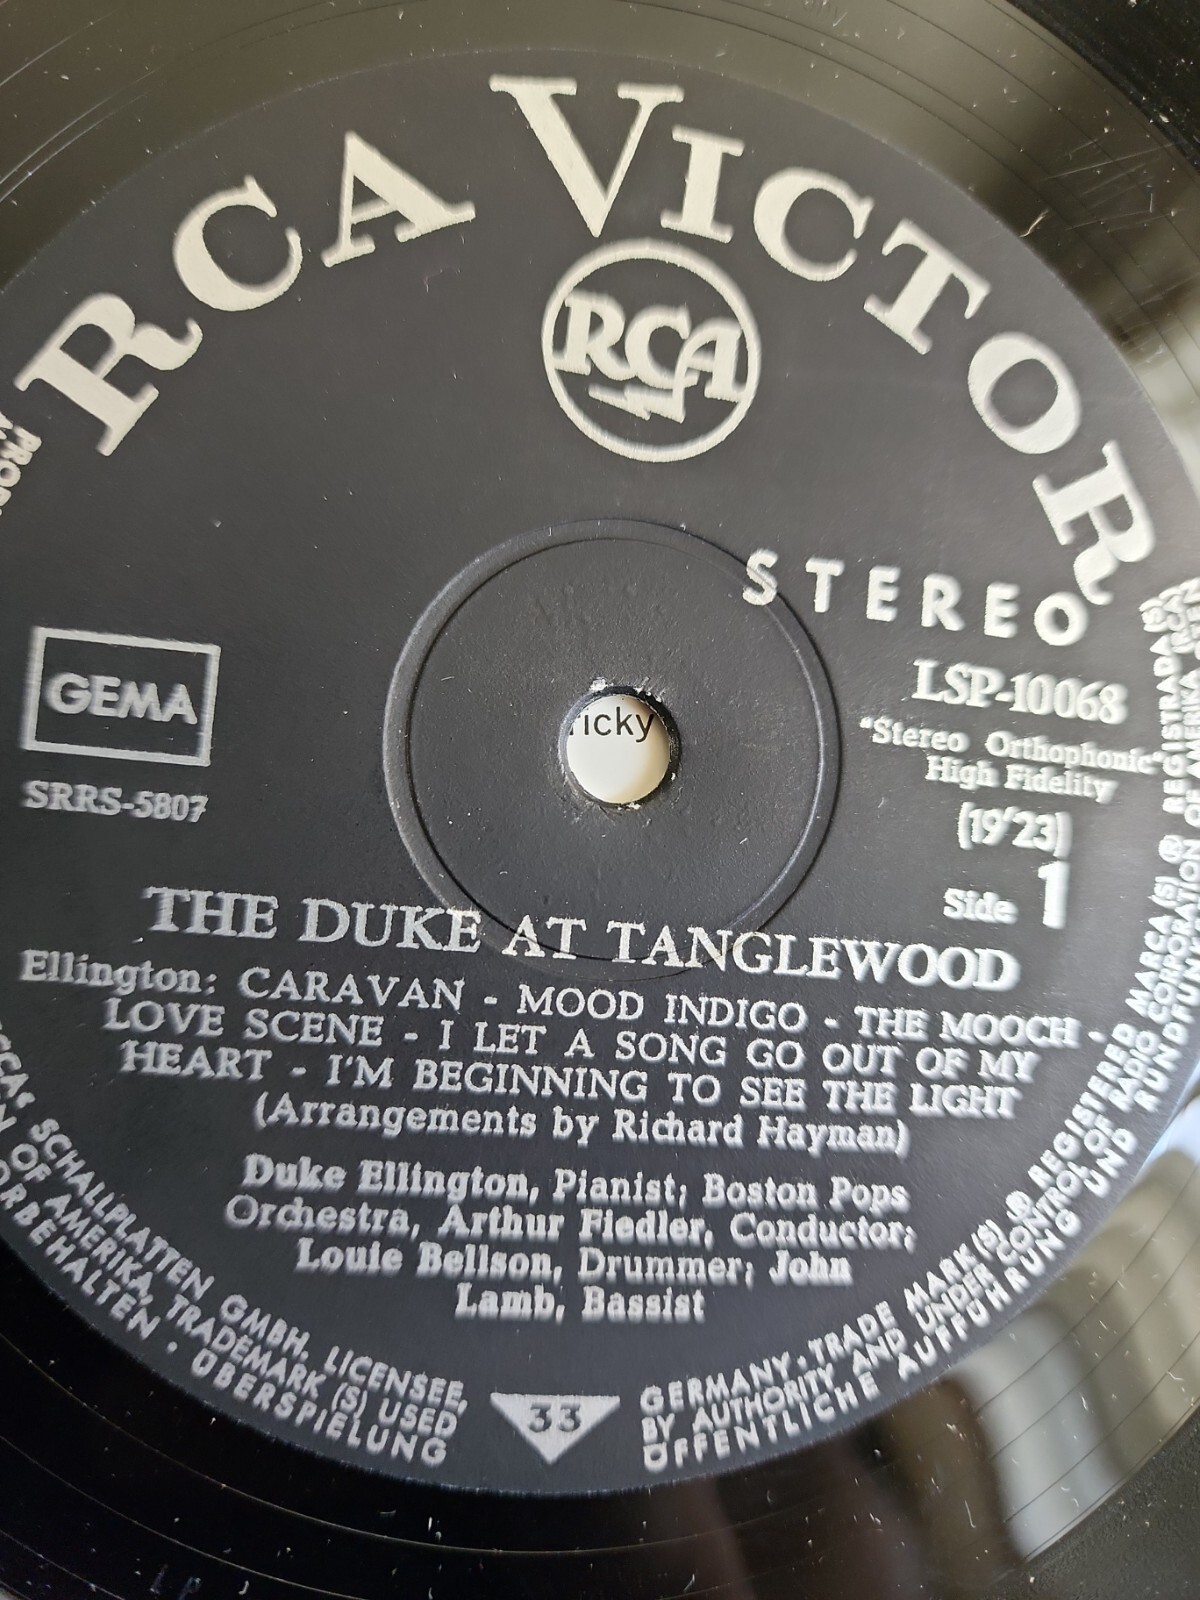 RCA VICTOR
RCA
STEREO
LSP-10068
"Stereo Orthophonic"
High Fidelity
(19'23)
Side 1
GEMA
SRRS-5807
icky
THE DUKE AT TANGLEWOOD
Ellington: CARAVAN - MOOD INDIGO - THE MOOCH -
LOVE SCENE - I LET A SONG GO OUT OF MY
HEART - I'M BEGINNING TO SEE THE LIGHT
(Arrangements by Richard Hayman)
Duke Ellington, Pianist; Boston Pops
Orchestra, Arthur Fiedler, Conductor;
Louie Bellson, Drummer; John
Lamb, Bassist
SCHALLPLATTEN GMBH, LICENSEE, GERMANY · TRADE MARK (S) ® REGISTERED MARCA (S) ® REGISTRADA (S)
OF AMERIKA, TRADEMARK (S) USED BY AUTHORITY AND UNDER CONTROL OF RADIO CORPORATION OF AMERIKA
ÜBERSPIELUNG ÖFFENTLICHE AUFFÜHRUNG UND
33